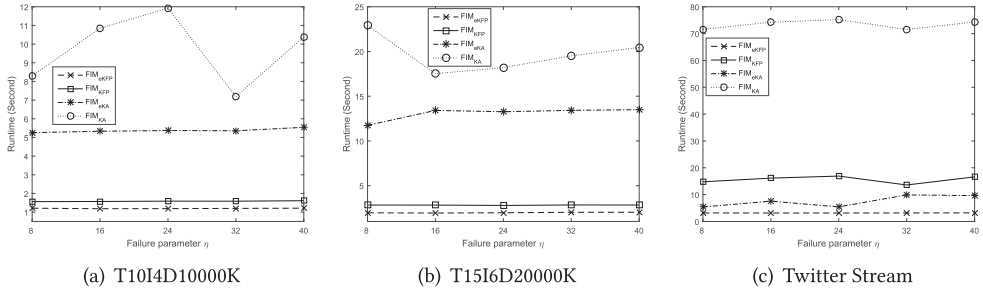 12
11
10
9
8
7
6
5
4
3
2
1
Runtime (Second)
FIM_eKFP
FIM_KFP
FIM_eKA
FIM_KA
8 16 24 32 40
Failure parameter η
(a) T10I4D10000K
25
20
15
10
5
Runtime (Second)
FIM_eKFP
FIM_KFP
FIM_eKA
FIM_KA
8 16 24 32 40
Failure parameter η
(b) T15I6D20000K
80
70
60
50
40
30
20
10
0
Runtime (Second)
FIM_eKFP
FIM_KFP
FIM_eKA
FIM_KA
8 16 24 32 40
Failure parameter η
(c) Twitter Stream